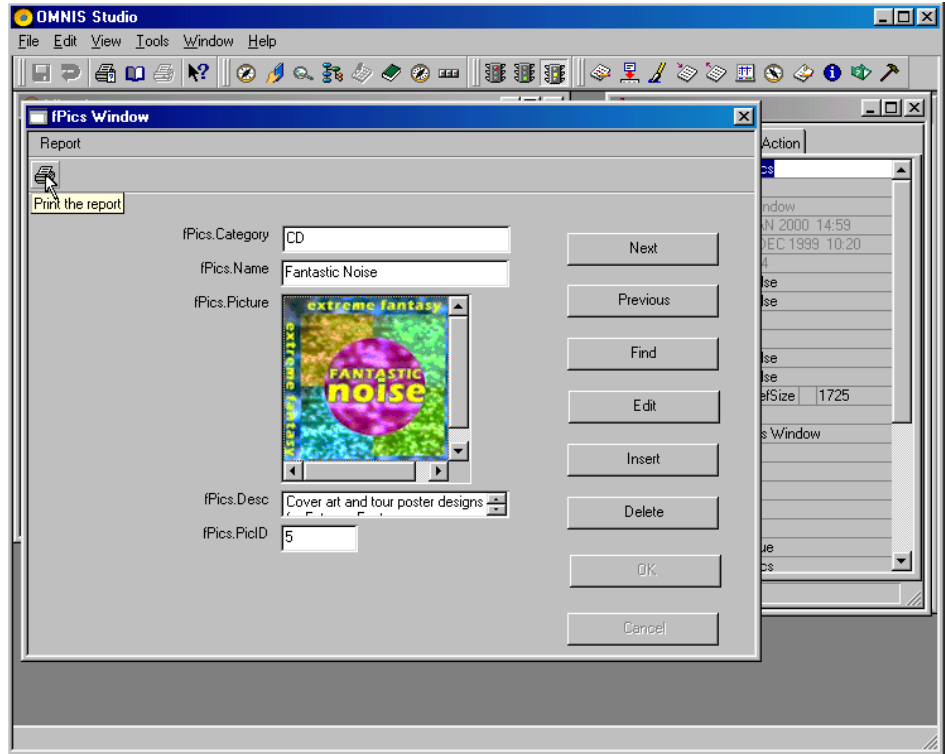 OMNIS Studio
File Edit View Tools Window Help
fPics Window
Report
Action
Print the report
ndow
AN 2000 14:59
DEC 1999 10:20
fPics.Category CD
Next
fPics.Name Fantastic Noise
lse
fPics.Picture
Previous
lse
extreme fantasy
extreme fantasy
FANTASTIC
noise
Find
lse
lse
efSize 1725
Edit
s Window
Insert
fPics.Desc Cover art and tour poster designs
Delete
fPics.PicID 5
ue
OK
cs
Cancel